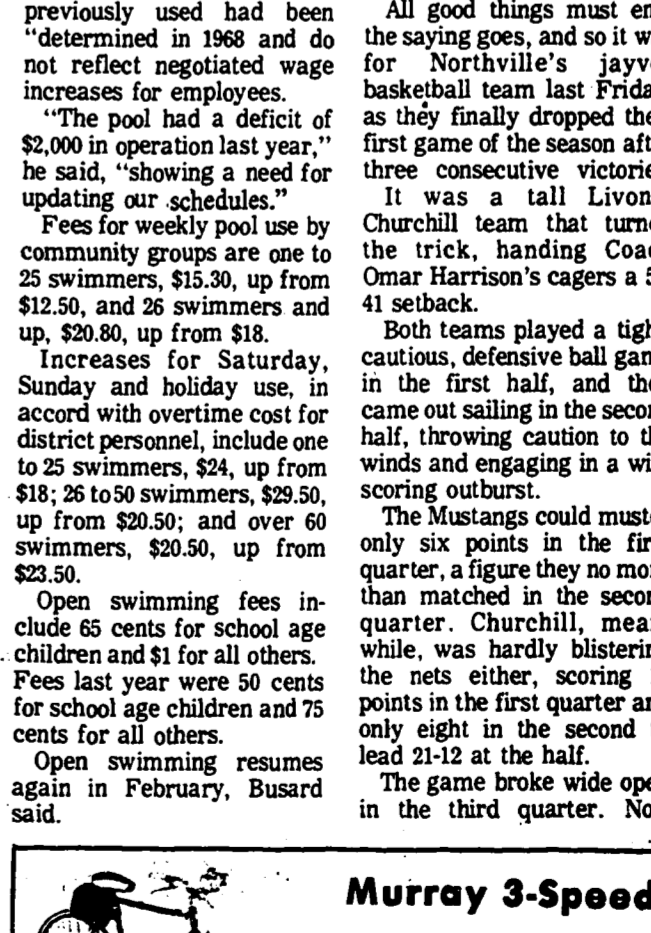 previously used had been
"determined in 1968 and do
not reflect negotiated wage
increases for employees.
"The pool had a deficit of
$2,000 in operation last year,"
he said, "showing a need for
updating our schedules."
Fees for weekly pool use by
community groups are one to
25 swimmers, $15.30, up from
$12.50, and 26 swimmers and
up, $20.80, up from $18.
Increases for Saturday,
Sunday and holiday use, in
accord with overtime cost for
district personnel, include one
to 25 swimmers, $24, up from
$18; 26 to 50 swimmers, $29.50,
up from $20.50; and over 60
swimmers, $20.50, up from
$23.50.
Open swimming fees in-
clude 65 cents for school age
children and $1 for all others.
Fees last year were 50 cents
for school age children and 75
cents for all others.
Open swimming resumes
again in February, Busard
said.
All good things must en
the saying goes, and so it w
for Northville's jayv
basketball team last Frida
as they finally dropped the
first game of the season aft
three consecutive victorie
It was a tall Livon
Churchill team that turn
the trick, handing Coa
Omar Harrison's cagers a 5
41 setback.
Both teams played a tigh
cautious, defensive ball gam
in the first half, and the
came out sailing in the secon
half, throwing caution to th
winds and engaging in a wi
scoring outburst.
The Mustangs could must
only six points in the fir
quarter, a figure they no mor
than matched in the secon
quarter. Churchill, mean
while, was hardly blisterin
the nets either, scoring
points in the first quarter an
only eight in the second
lead 21-12 at the half.
The game broke wide ope
in the third quarter. No
Murray 3-Speed